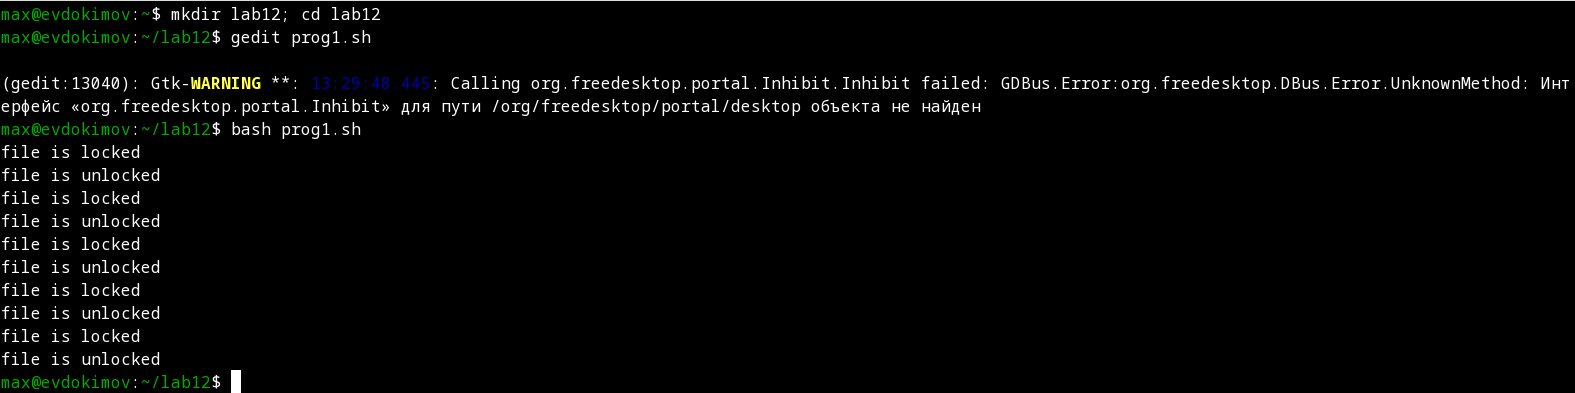 max@evdokimov:~$ mkdir lab12; cd lab12
max@evdokimov:~/lab12$ gedit prog1.sh
(gedit:13040): Gtk-WARNING **: 13:29:48.445: Calling org.freedesktop.portal.Inhibit.Inhibit failed: GDBus.Error:org.freedesktop.DBus.Error.UnknownMethod: Инт
ерфейс «org.freedesktop.portal.Inhibit» для пути /org/freedesktop/portal/desktop объекта не найден
max@evdokimov:~/lab12$ bash prog1.sh
file is locked
file is unlocked
file is locked
file is unlocked
file is locked
file is unlocked
file is locked
file is unlocked
file is locked
file is unlocked
max@evdokimov:~/lab12$